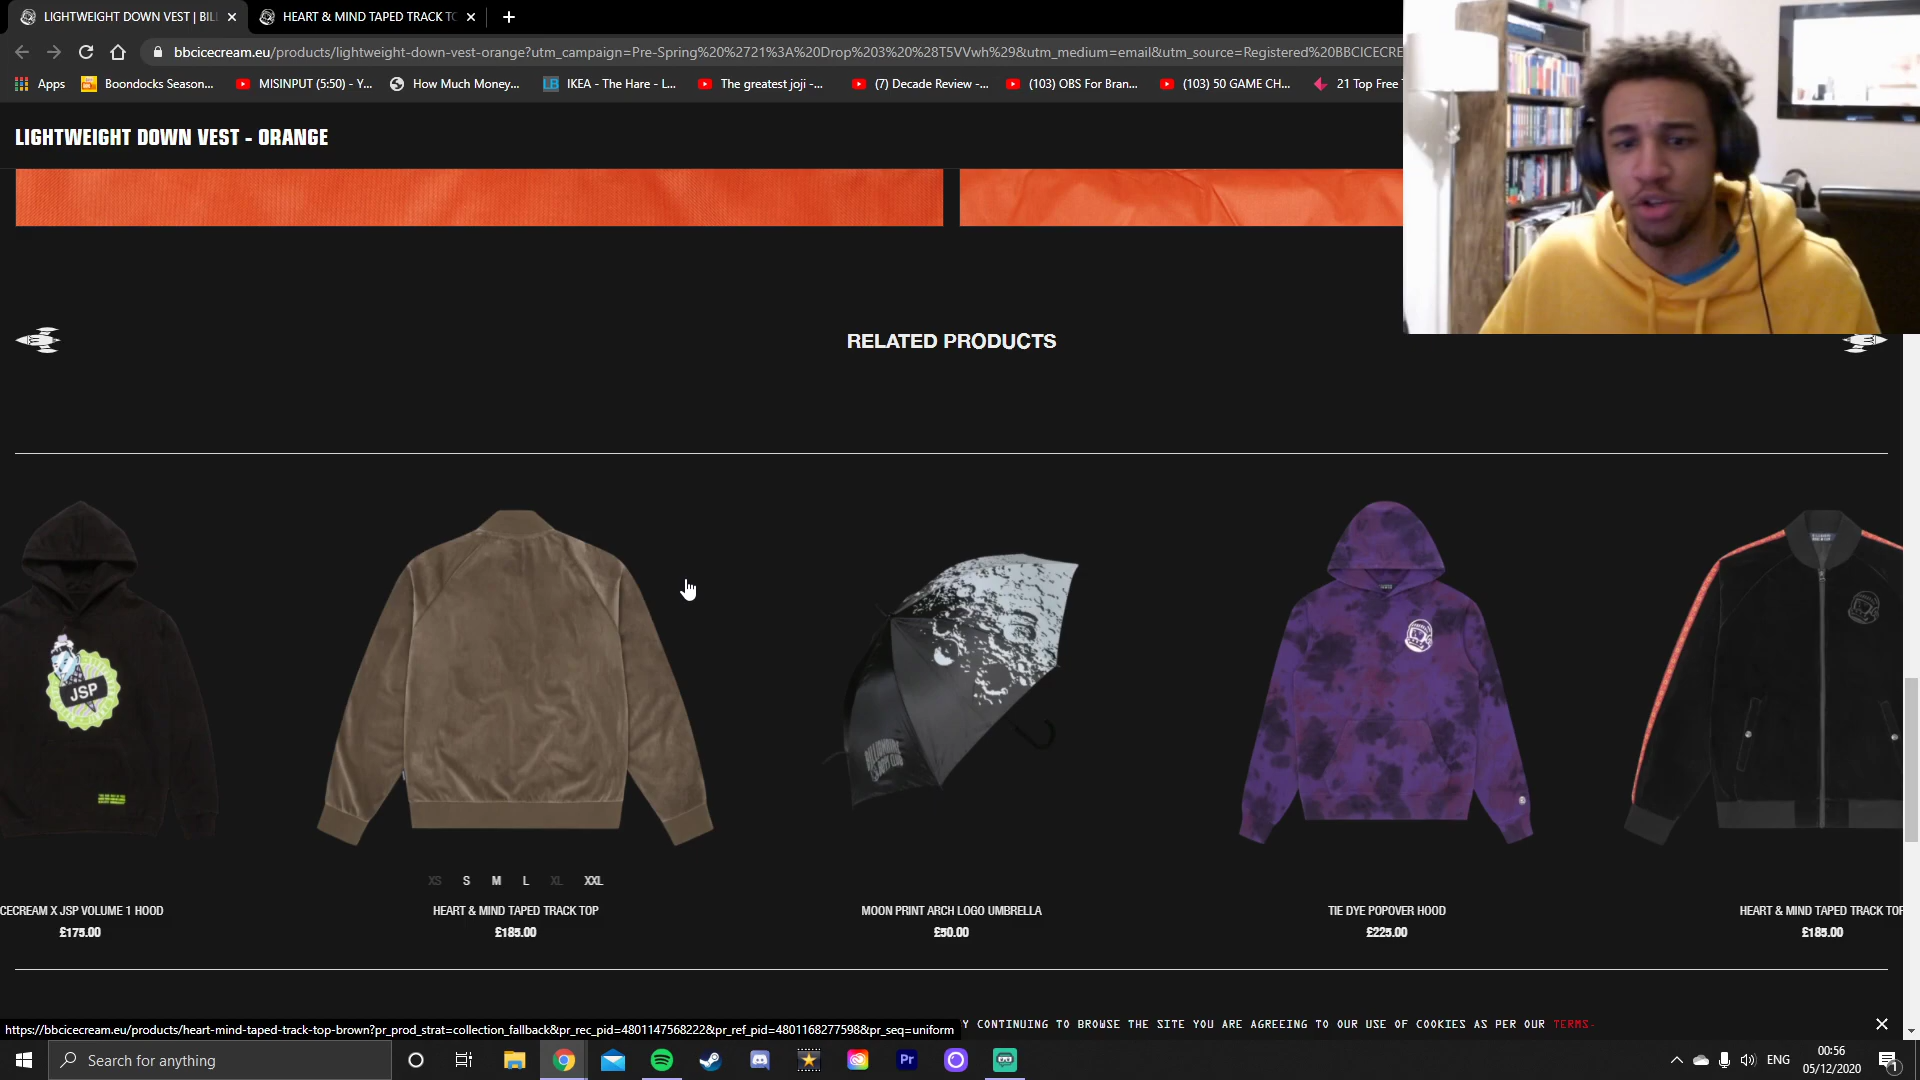 LIGHTWEIGHT DOWN VEST | BIL
HEART & MIND TAPED TRACK TO
bbcicecream.eu/products/lightweight-down-vest-orange?utm_campaign=Pre-Spring%20%2721%3A%20Drop%203%20%28T5VVwh%29&utm_medium=email&utm_source=Registered%20BBCICECRE
Apps
Boondocks Season...
MISINPUT (5:50) - Y...
How Much Money...
LB
IKEA - The Hare - L...
The greatest joji -...
(7) Decade Review -...
(103) OBS For Bran...
(103) 50 GAME CH...
21 Top Free
LIGHTWEIGHT DOWN VEST - ORANGE
RELATED PRODUCTS
JSP
BILLIONAIRE
BOYS CLUB
XS S M L XL XXL
CECREAM X JSP VOLUME 1 HOOD
HEART & MIND TAPED TRACK TOP
MOON PRINT ARCH LOGO UMBRELLA
TIE DYE POPOVER HOOD
HEART & MIND TAPED TRACK TOP
£175.00
£185.00
£50.00
£225.00
£185.00
https://bbcicecream.eu/products/heart-mind-taped-track-top-brown?pr_prod_strat=collection_fallback&pr_rec_pid=4801147568222&pr_ref_pid=4801168277598&pr_seq=uniform
Y CONTINUING TO BROWSE THE SITE YOU ARE AGREEING TO OUR USE OF COOKIES AS PER OUR TERMS.
Search for anything
Pr
ENG
00:56
05/12/2020
1